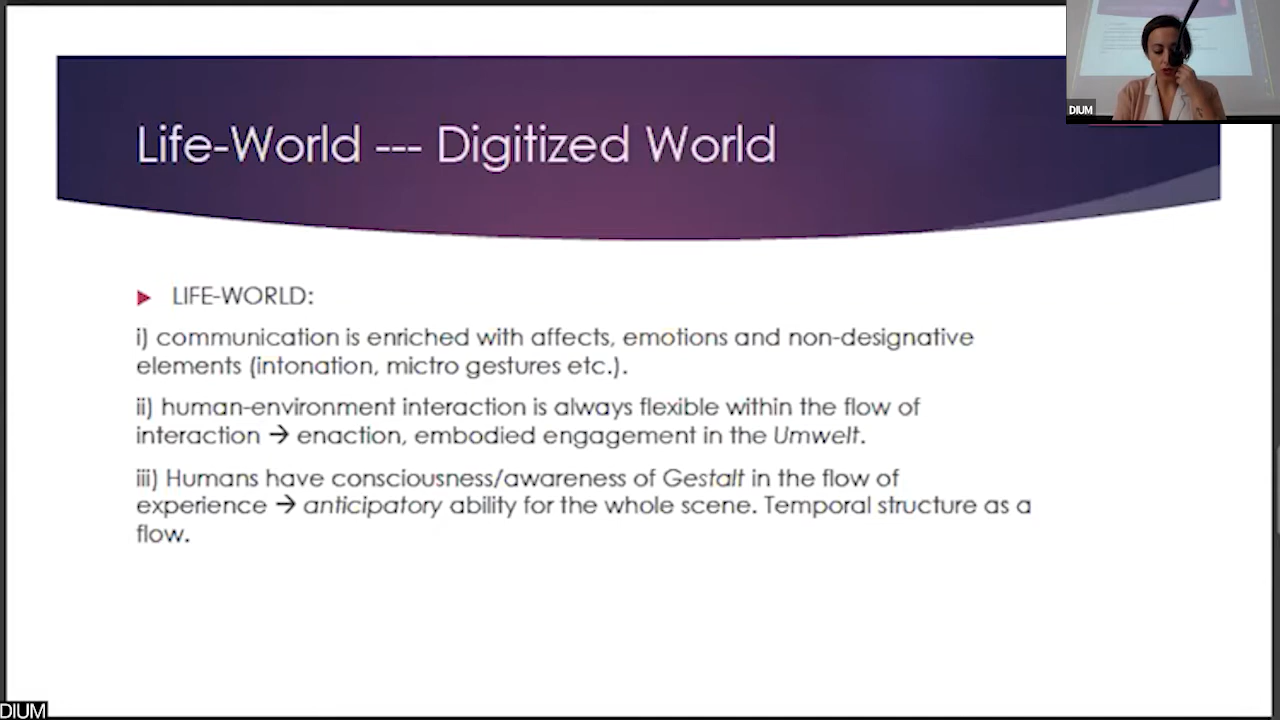 Life-World --- Digitized World
DIUM
LIFE-WORLD:
i) communication is enriched with affects, emotions and non-designative
elements (intonation, mictro gestures etc.).
ii) human-environment interaction is always flexible within the flow of
interaction → enaction, embodied engagement in the Umwelt.
iii) Humans have consciousness/awareness of Gestalt in the flow of
experience → anticipatory ability for the whole scene. Temporal structure as a
flow.
DIUM